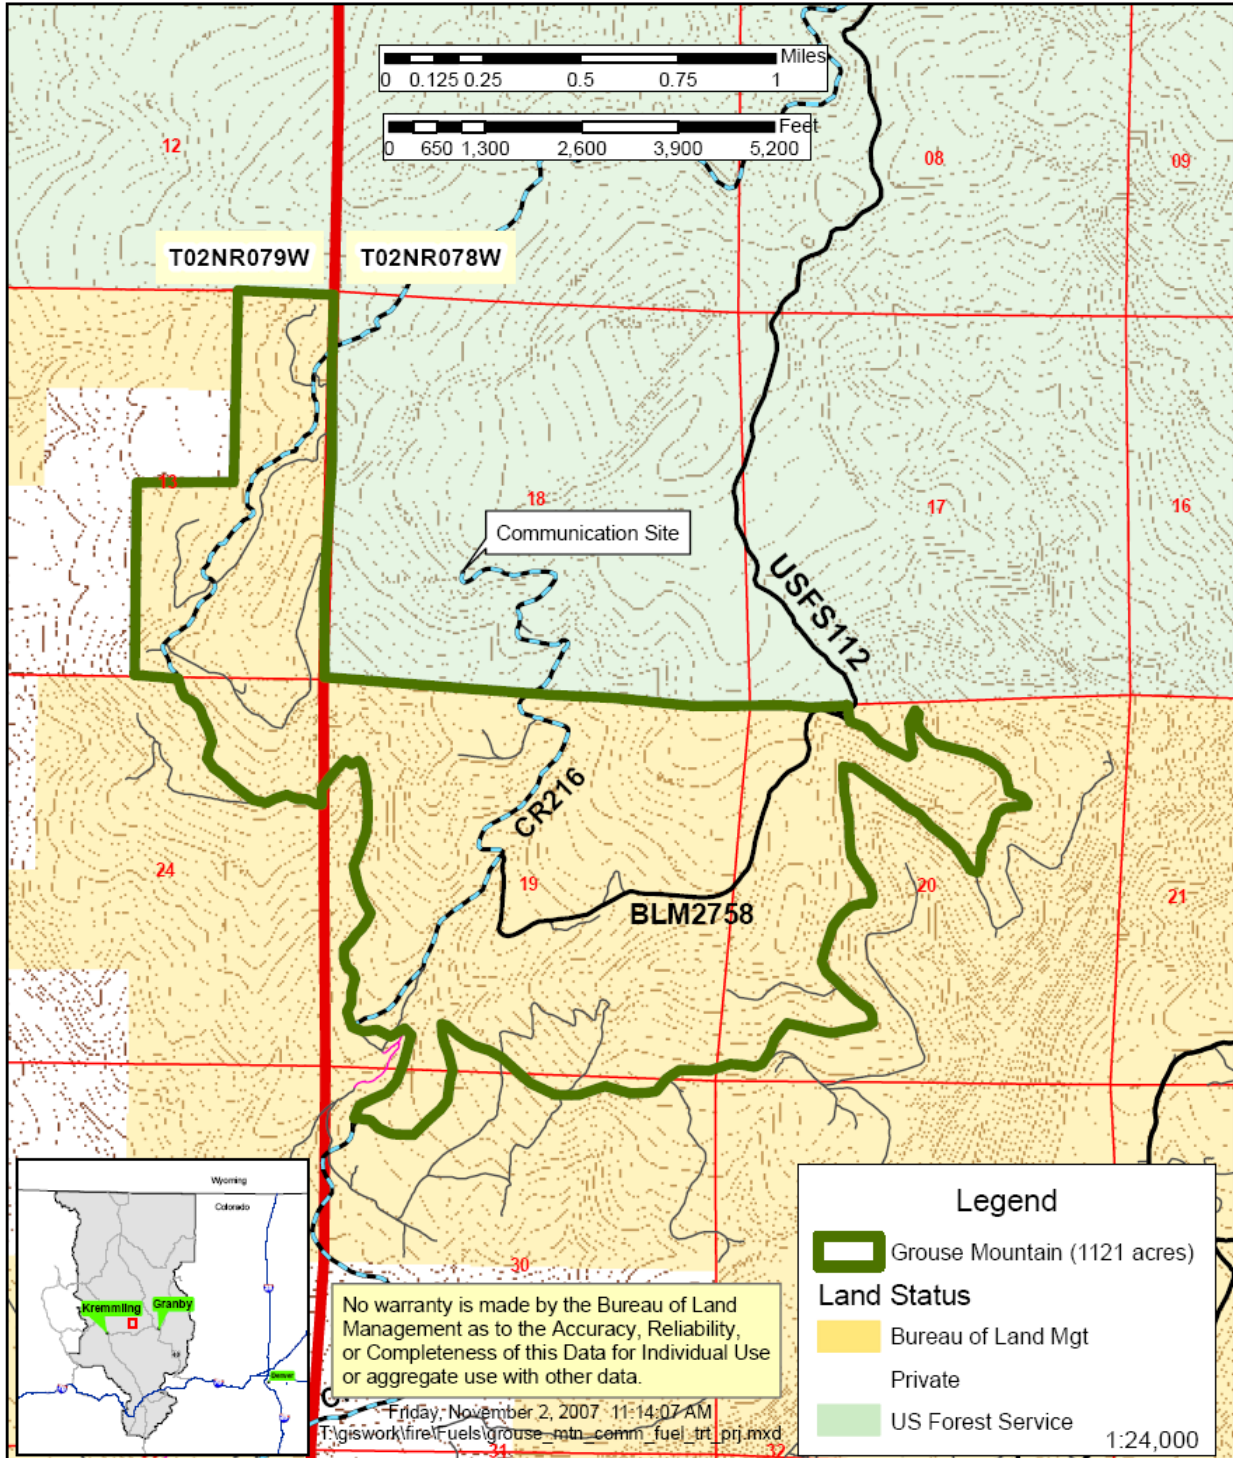 Miles
0 0.125 0.25 0.5 0.75 1
Feet
0 650 1,300 2,600 3,900 5,200
12
08
09
T02NR079W
T02NR078W
13
18
17
16
Communication Site
USFS112
CR216
24
19
20
21
BLM2758
30
31
32
Wyoming
Colorado
Kremmling
Granby
Denver
No warranty is made by the Bureau of Land
Management as to the Accuracy, Reliability,
or Completeness of this Data for Individual Use
or aggregate use with other data.
Friday, November 2, 2007 11:14:07 AM
T:\giswork\fire\Fuels\grouse_mtn_comm_fuel_trt_prj.mxd
Legend
Grouse Mountain (1121 acres)
Land Status
Bureau of Land Mgt
Private
US Forest Service
1:24,000